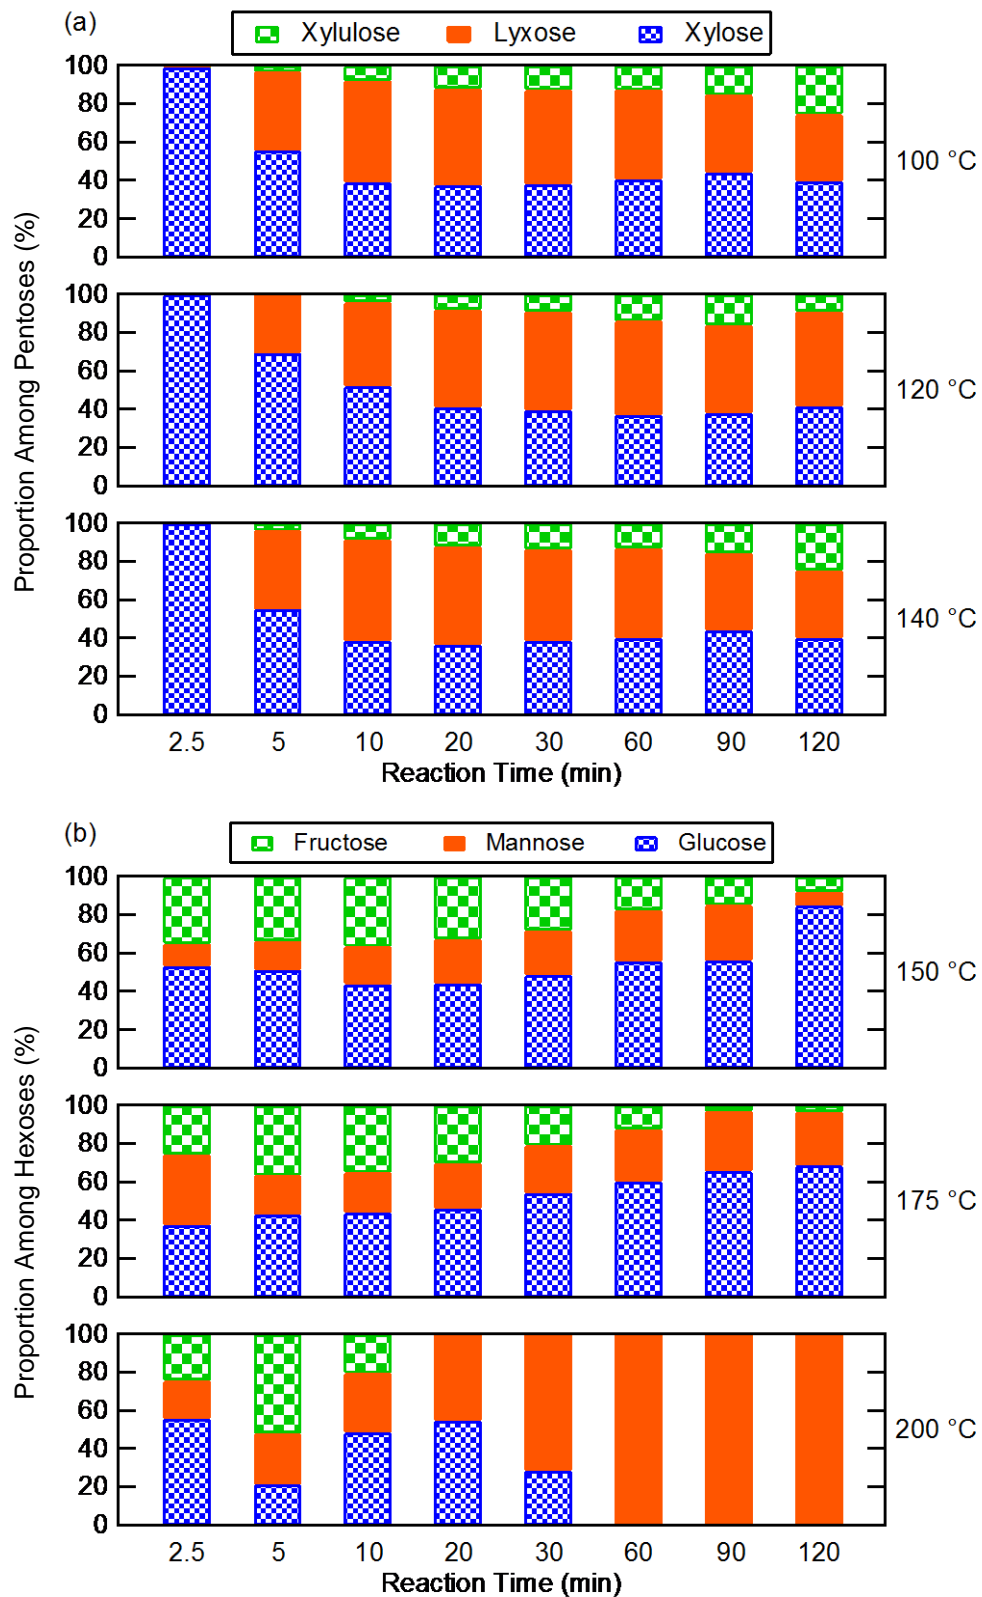 (a)
Xylulose Lyxose Xylose
Proportion Among Pentoses (%)
100
80
60
40
20
0
100 °C
100
80
60
40
20
0
120 °C
100
80
60
40
20
0
140 °C
2.5 5 10 20 30 60 90 120
Reaction Time (min)
(b)
Fructose Mannose Glucose
Proportion Among Hexoses (%)
100
80
60
40
20
0
150 °C
100
80
60
40
20
0
175 °C
100
80
60
40
20
0
200 °C
2.5 5 10 20 30 60 90 120
Reaction Time (min)